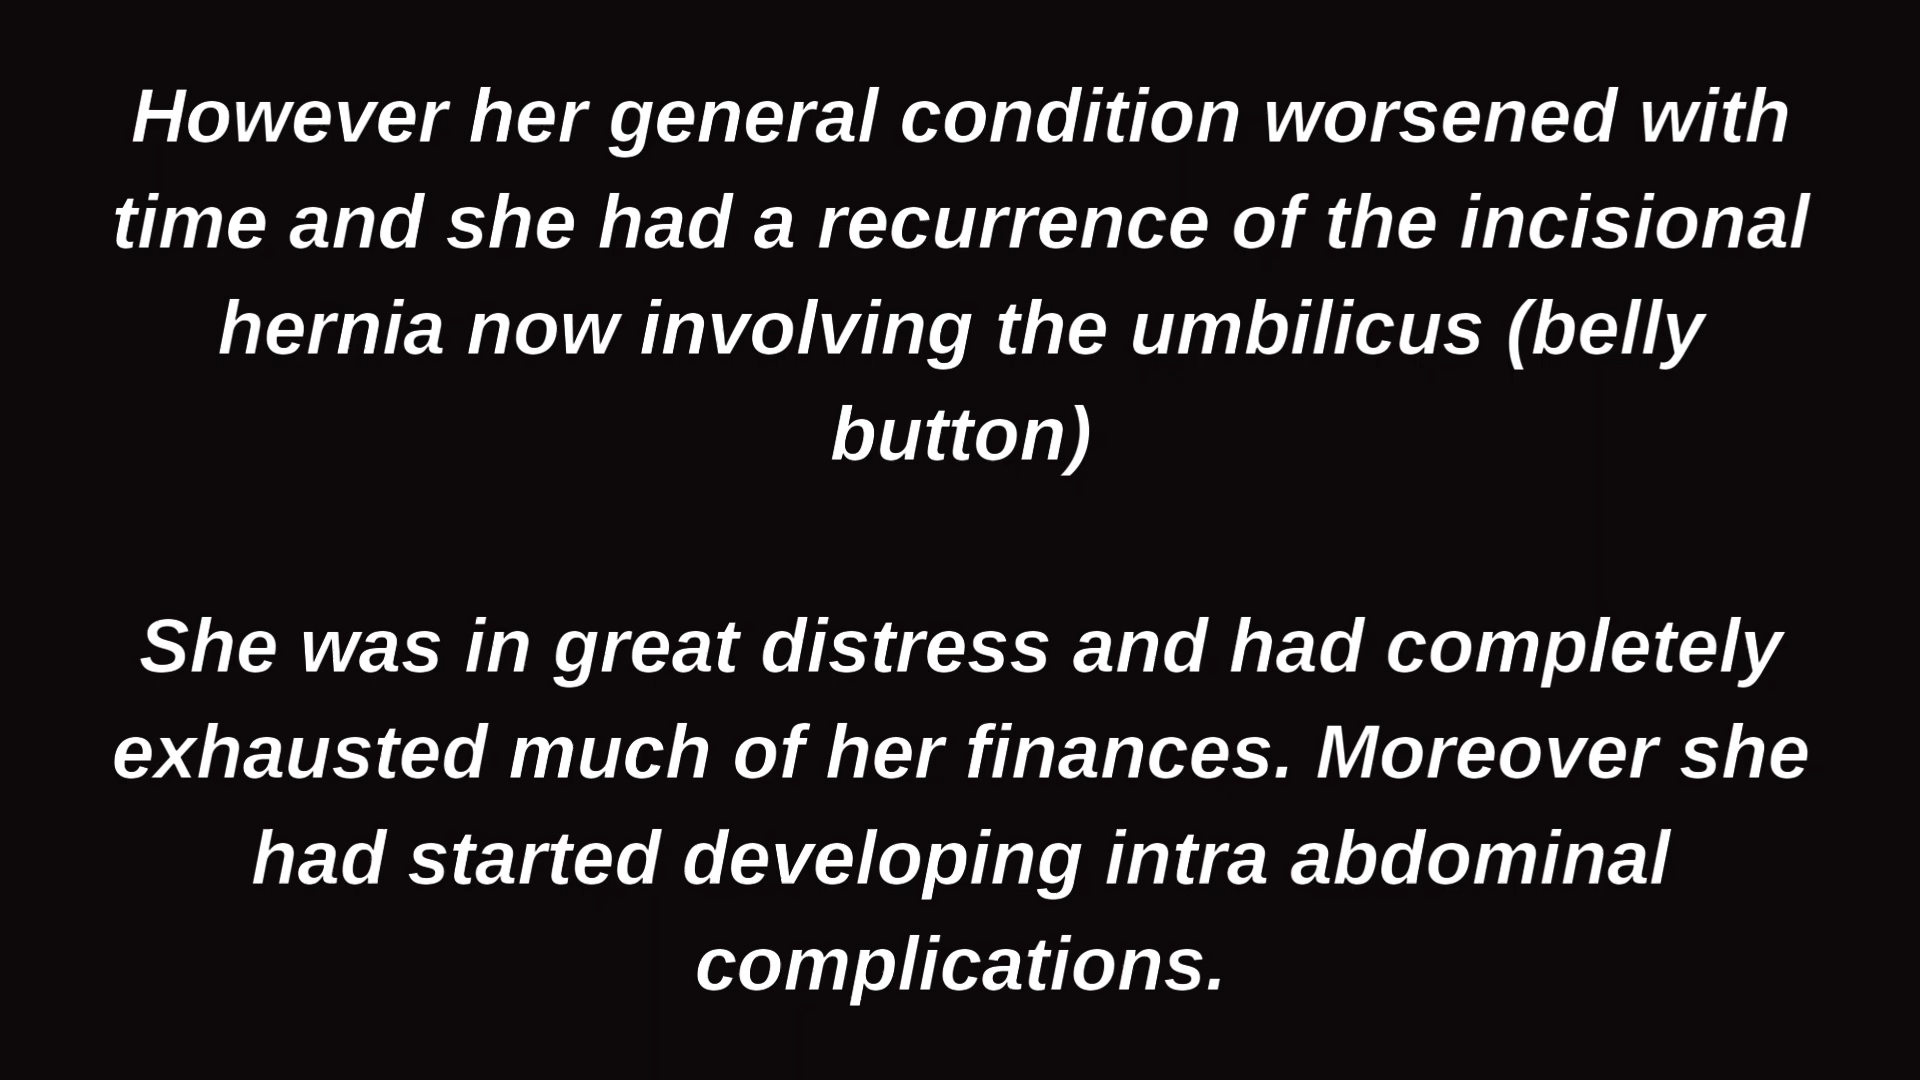 However her general condition worsened with
time and she had a recurrence of the incisional
hernia now involving the umbilicus (belly
button)
She was in great distress and had completely
exhausted much of her finances. Moreover she
had started developing intra abdominal
complications.